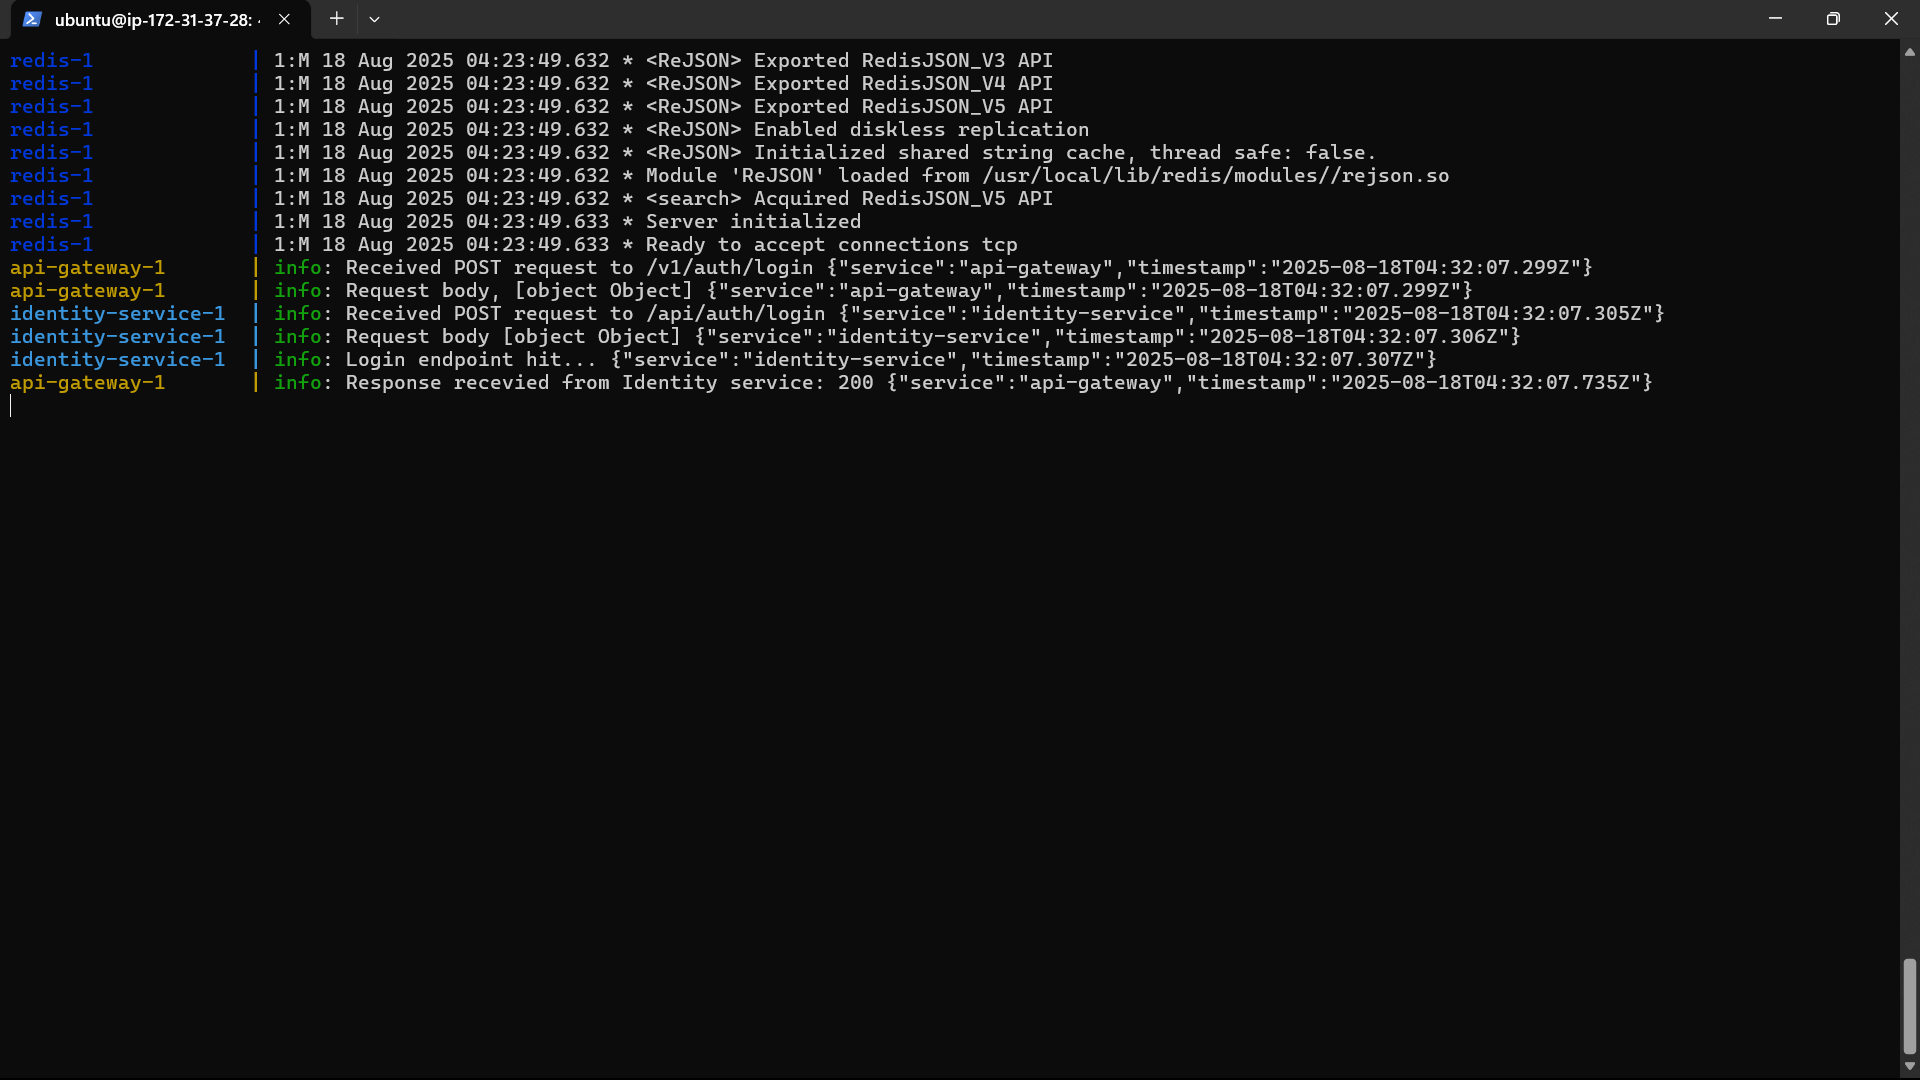 ubuntu@ip-172-31-37-28:
redis-1 | 1:M 18 Aug 2025 04:23:49.632 * <ReJSON> Exported RedisJSON_V3 API
redis-1 | 1:M 18 Aug 2025 04:23:49.632 * <ReJSON> Exported RedisJSON_V4 API
redis-1 | 1:M 18 Aug 2025 04:23:49.632 * <ReJSON> Exported RedisJSON_V5 API
redis-1 | 1:M 18 Aug 2025 04:23:49.632 * <ReJSON> Enabled diskless replication
redis-1 | 1:M 18 Aug 2025 04:23:49.632 * <ReJSON> Initialized shared string cache, thread safe: false.
redis-1 | 1:M 18 Aug 2025 04:23:49.632 * Module 'ReJSON' loaded from /usr/local/lib/redis/modules//rejson.so
redis-1 | 1:M 18 Aug 2025 04:23:49.632 * <search> Acquired RedisJSON_V5 API
redis-1 | 1:M 18 Aug 2025 04:23:49.633 * Server initialized
redis-1 | 1:M 18 Aug 2025 04:23:49.633 * Ready to accept connections tcp
api-gateway-1 | info: Received POST request to /v1/auth/login {"service":"api-gateway","timestamp":"2025-08-18T04:32:07.299Z"}
api-gateway-1 | info: Request body, [object Object] {"service":"api-gateway","timestamp":"2025-08-18T04:32:07.299Z"}
identity-service-1 | info: Received POST request to /api/auth/login {"service":"identity-service","timestamp":"2025-08-18T04:32:07.305Z"}
identity-service-1 | info: Request body [object Object] {"service":"identity-service","timestamp":"2025-08-18T04:32:07.306Z"}
identity-service-1 | info: Login endpoint hit... {"service":"identity-service","timestamp":"2025-08-18T04:32:07.307Z"}
api-gateway-1 | info: Response recevied from Identity service: 200 {"service":"api-gateway","timestamp":"2025-08-18T04:32:07.735Z"}